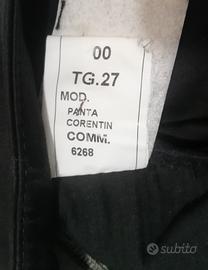 00
TG.27
MOD.
PANTA
CORENTIN
COMM.
6268
subito